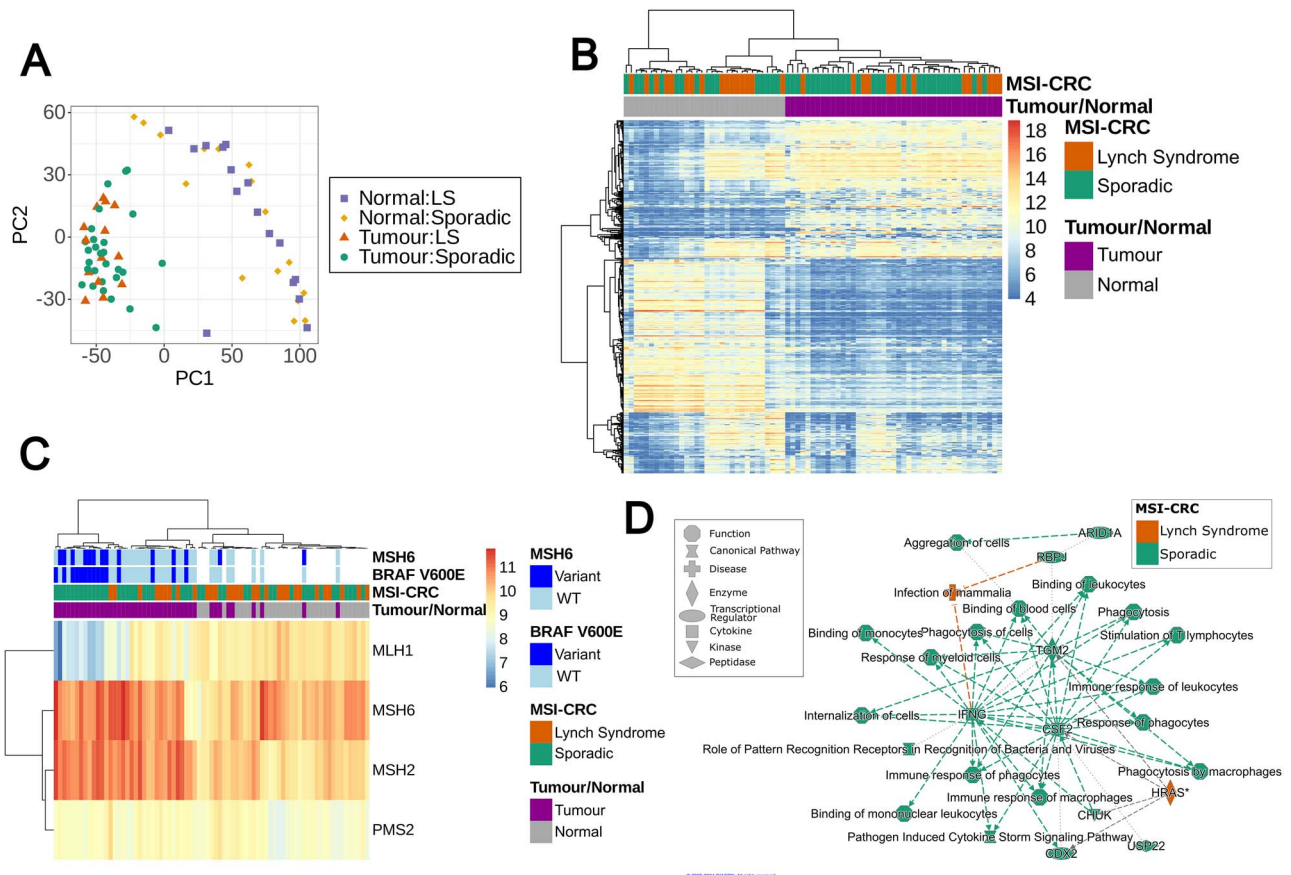 A
60
30
0
-30
-50
0
50
100
PC2
PC1
Normal:LS
Normal:Sporadic
Tumour:LS
Tumour:Sporadic
B
MSI-CRC
Tumour/Normal
18
16
14
12
10
8
6
4
MSI-CRC
Lynch Syndrome
Sporadic
Tumour/Normal
Tumour
Normal
C
MSH6
BRAF V600E
MSI-CRC
Tumour/Normal
MLH1
MSH6
MSH2
PMS2
11
10
9
8
7
6
MSH6
Variant
WT
BRAF V600E
Variant
WT
MSI-CRC
Lynch Syndrome
Sporadic
Tumour/Normal
Tumour
Normal
D
Function
Canonical Pathway
Disease
Enzyme
Transcriptional
Regulator
Cytokine
Kinase
Peptidase
MSI-CRC
Lynch Syndrome
Sporadic
ARID1A
Aggregation of cells
RBPJ
Binding of leukocytes
Infection of mammalia
Binding of blood cells
Phagocytosis
Binding of monocytes
Phagocytosis of cells
Stimulation of T lymphocytes
TGM2
Response of myeloid cells
Immune response of leukocytes
Internalization of cells
IFNG
CSF2
Response of phagocytes
Role of Pattern Recognition Receptors in Recognition of Bacteria and Viruses
Immune response of phagocytes
Phagocytosis by macrophages
HRAS*
Immune response of macrophages
Binding of mononuclear leukocytes
CHUK
Pathogen Induced Cytokine Storm Signaling Pathway
CDX2
USP22